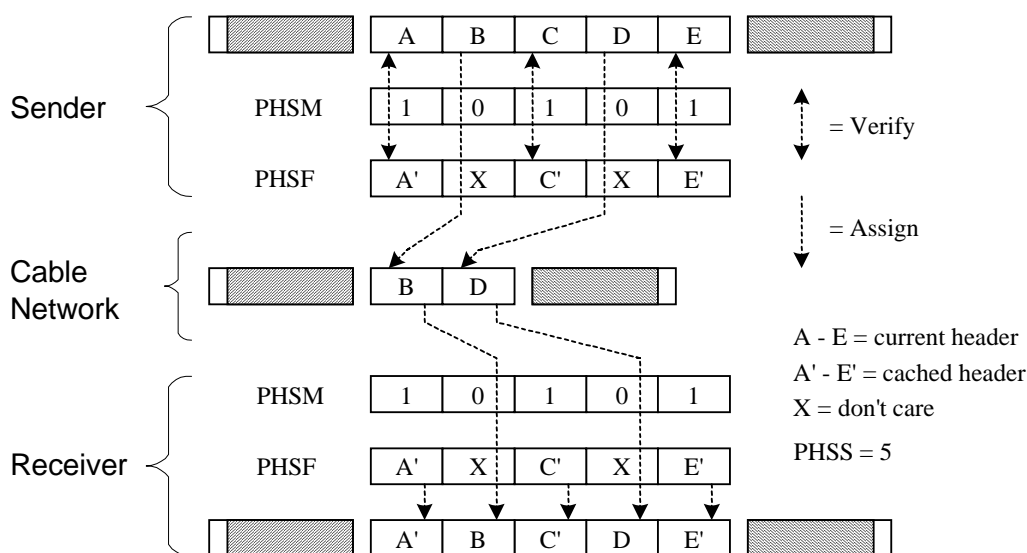 A B C D E
Sender
PHSM 1 0 1 0 1
= Verify
PHSF A' X C' X E'
= Assign
Cable
Network
B D
A - E = current header
A' - E' = cached header
X = don't care
PHSS = 5
PHSM 1 0 1 0 1
Receiver
PHSF A' X C' X E'
A' B C' D E'